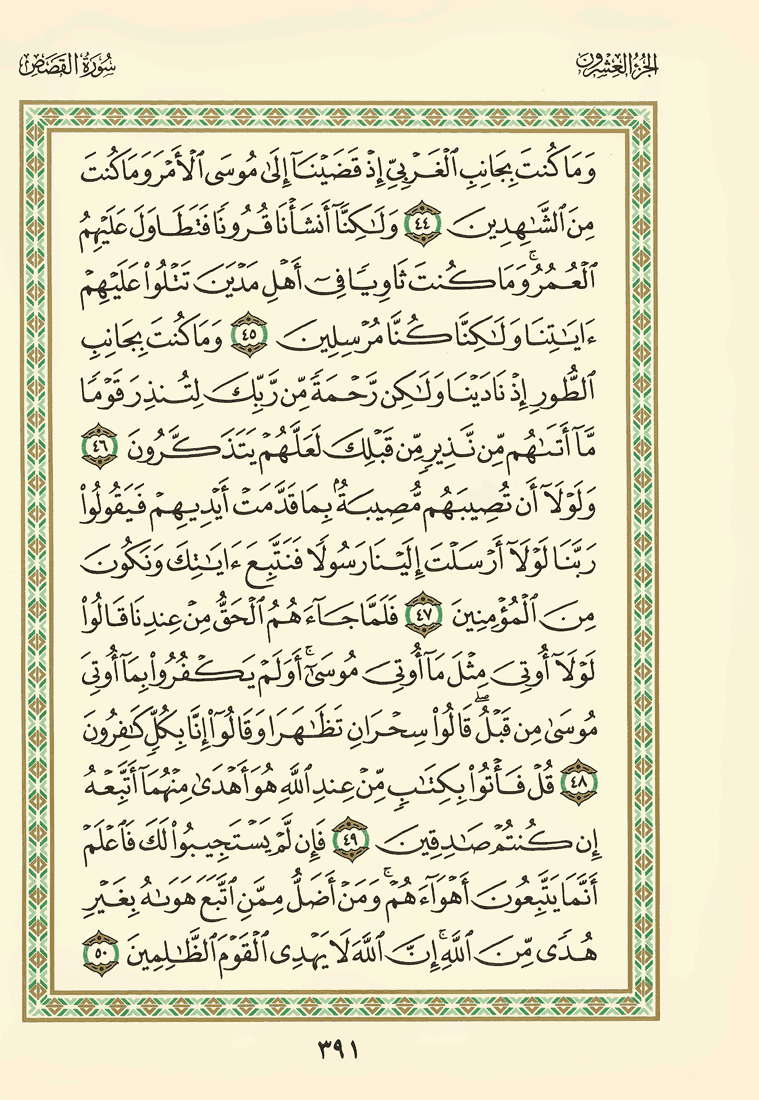 الجزء العشرون
سورة القصص
وَمَا كُنتَ بِجَانِبِ ٱلْغَرْبِىِّ إِذْ قَضَيْنَآ إِلَىٰ مُوسَى ٱلْأَمْرَ وَمَا كُنتَ
مِنَ ٱلشَّـٰهِدِينَ ٤٤ وَلَـٰكِنَّآ أَنشَأْنَا قُرُونًا فَتَطَاوَلَ عَلَيْهِمُ
ٱلْعُمُرُ ۚ وَمَا كُنتَ ثَاوِيًا فِىٓ أَهْلِ مَدْيَنَ تَتْلُوا۟ عَلَيْهِمْ
ءَايَـٰتِنَا وَلَـٰكِنَّا كُنَّا مُرْسِلِينَ ٤٥ وَمَا كُنتَ بِجَانِبِ
ٱلطُّورِ إِذْ نَادَيْنَا وَلَـٰكِن رَّحْمَةً مِّن رَّبِّكَ لِتُنذِرَ قَوْمًا
مَّآ أَتَىٰهُم مِّن نَّذِيرٍ مِّن قَبْلِكَ لَعَلَّهُمْ يَتَذَكَّرُونَ ٤٦
وَلَوْلَآ أَن تُصِيبَهُم مُّصِيبَةٌۢ بِمَا قَدَّمَتْ أَيْدِيهِمْ فَيَقُولُوا۟
رَبَّنَا لَوْلَآ أَرْسَلْتَ إِلَيْنَا رَسُولًا فَنَتَّبِعَ ءَايَـٰتِكَ وَنَكُونَ
مِنَ ٱلْمُؤْمِنِينَ ٤٧ فَلَمَّا جَآءَهُمُ ٱلْحَقُّ مِنْ عِندِنَا قَالُوا۟
لَوْلَآ أُوتِىَ مِثْلَ مَآ أُوتِىَ مُوسَىٰٓ ۚ أَوَلَمْ يَكْفُرُوا۟ بِمَآ أُوتِىَ
مُوسَىٰ مِن قَبْلُ ۖ قَالُوا۟ سِحْرَانِ تَظَـٰهَرَا وَقَالُوٓا۟ إِنَّا بِكُلٍّ كَـٰفِرُونَ
٤٨ قُلْ فَأْتُوا۟ بِكِتَـٰبٍ مِّنْ عِندِ ٱللَّهِ هُوَ أَهْدَىٰ مِنْهُمَآ أَتَّبِعْهُ
إِن كُنتُمْ صَـٰدِقِينَ ٤٩ فَإِن لَّمْ يَسْتَجِيبُوا۟ لَكَ فَٱعْلَمْ
أَنَّمَا يَتَّبِعُونَ أَهْوَآءَهُمْ ۚ وَمَنْ أَضَلُّ مِمَّنِ ٱتَّبَعَ هَوَىٰهُ بِغَيْرِ
هُدًى مِّنَ ٱللَّهِ ۚ إِنَّ ٱللَّهَ لَا يَهْدِى ٱلْقَوْمَ ٱلظَّـٰلِمِينَ ٥٠
٣٩١